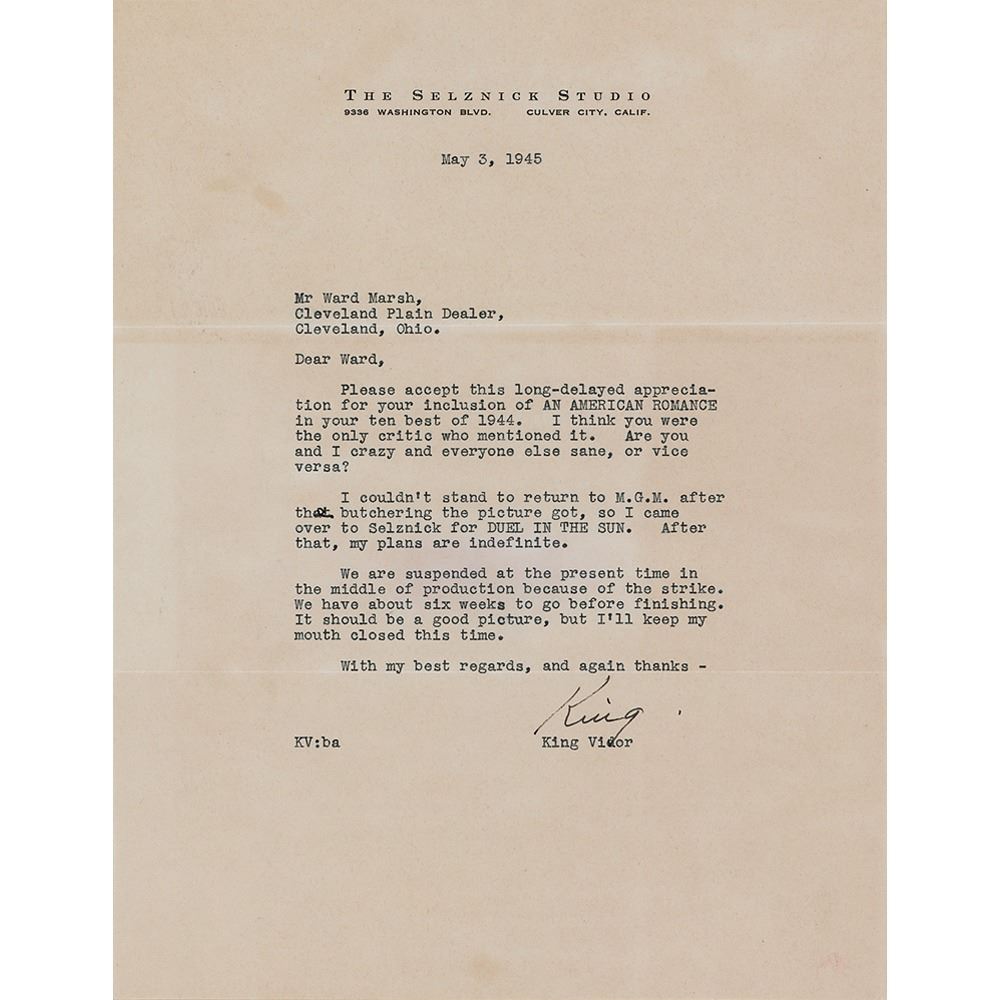 THE SELZNICK STUDIO
9336 WASHINGTON BLVD. CULVER CITY, CALIF.
May 3, 1945
Mr Ward Marsh,
Cleveland Plain Dealer,
Cleveland, Ohio.
Dear Ward,
Please accept this long-delayed apprecia-
tion for your inclusion of AN AMERICAN ROMANCE
in your ten best of 1944. I think you were
the only critic who mentioned it. Are you
and I crazy and everyone else sane, or vice
versa?
I couldn't stand to return to M.G.M. after
that butchering the picture got, so I came
over to Selznick for DUEL IN THE SUN. After
that, my plans are indefinite.
We are suspended at the present time in
the middle of production because of the strike.
We have about six weeks to go before finishing.
It should be a good picture, but I'll keep my
mouth closed this time.
With my best regards, and again thanks -
King
KV:ba King Vidor